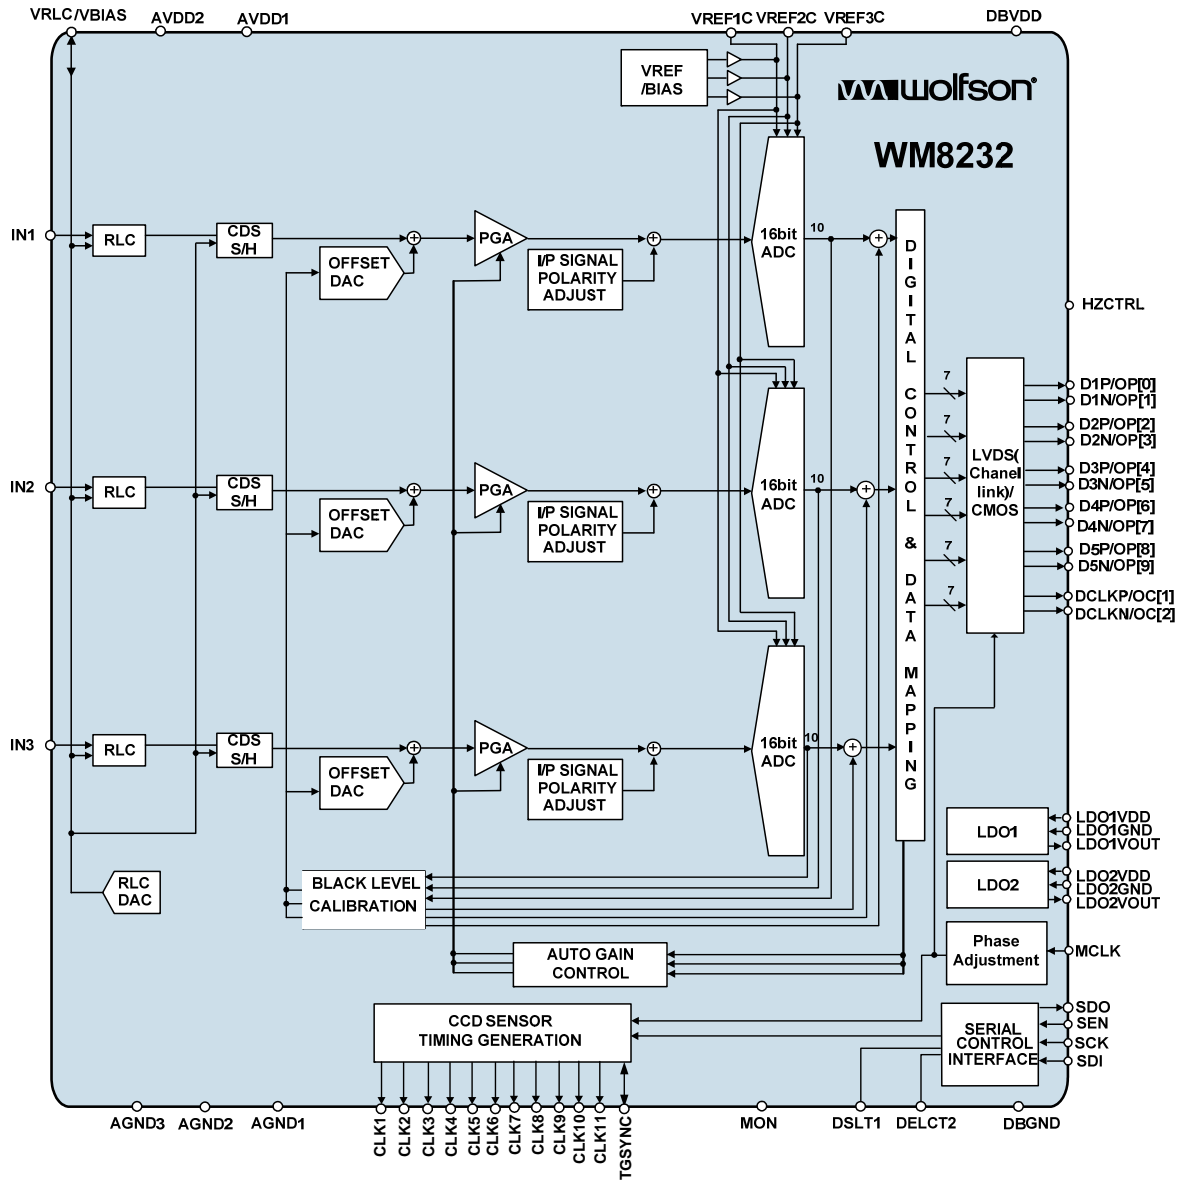 VRLC/VBIAS
AVDD2
AVDD1
VREF1C
VREF2C
VREF3C
DBVDD
VREF
/BIAS
wolfson®
WM8232
IN1
RLC
CDS
S/H
OFFSET
DAC
PGA
I/P SIGNAL
POLARITY
ADJUST
16bit
ADC
10
HZCTRL
IN2
RLC
CDS
S/H
OFFSET
DAC
PGA
I/P SIGNAL
POLARITY
ADJUST
16bit
ADC
10
IN3
RLC
CDS
S/H
OFFSET
DAC
PGA
I/P SIGNAL
POLARITY
ADJUST
16bit
ADC
10
DIGITAL CONTROL & DATA MAPPING
7
7
7
7
7
7
LVDS(
Chanel
link)/
CMOS
D1P/OP[0]
D1N/OP[1]
D2P/OP[2]
D2N/OP[3]
D3P/OP[4]
D3N/OP[5]
D4P/OP[6]
D4N/OP[7]
D5P/OP[8]
D5N/OP[9]
DCLKP/OC[1]
DCLKN/OC[2]
LDO1
LDO1VDD
LDO1GND
LDO1VOUT
LDO2
LDO2VDD
LDO2GND
LDO2VOUT
RLC
DAC
BLACK LEVEL
CALIBRATION
AUTO GAIN
CONTROL
Phase
Adjustment
MCLK
CCD SENSOR
TIMING GENERATION
SERIAL
CONTROL
INTERFACE
SDO
SEN
SCK
SDI
AGND3
AGND2
AGND1
CLK1
CLK2
CLK3
CLK4
CLK5
CLK6
CLK7
CLK8
CLK9
CLK10
CLK11
TGSYNC
MON
DSLT1
DELCT2
DBGND